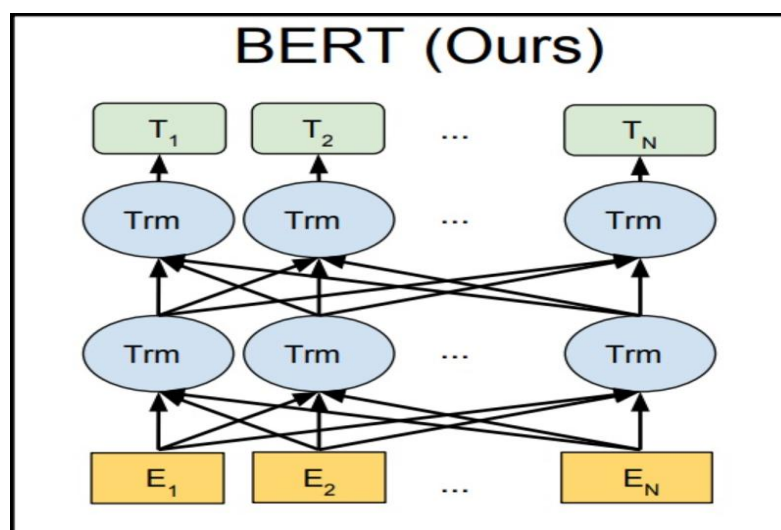 BERT (Ours)
T1 T2 ... TN
Trm Trm ... Trm
Trm Trm ... Trm
E1 E2 ... EN